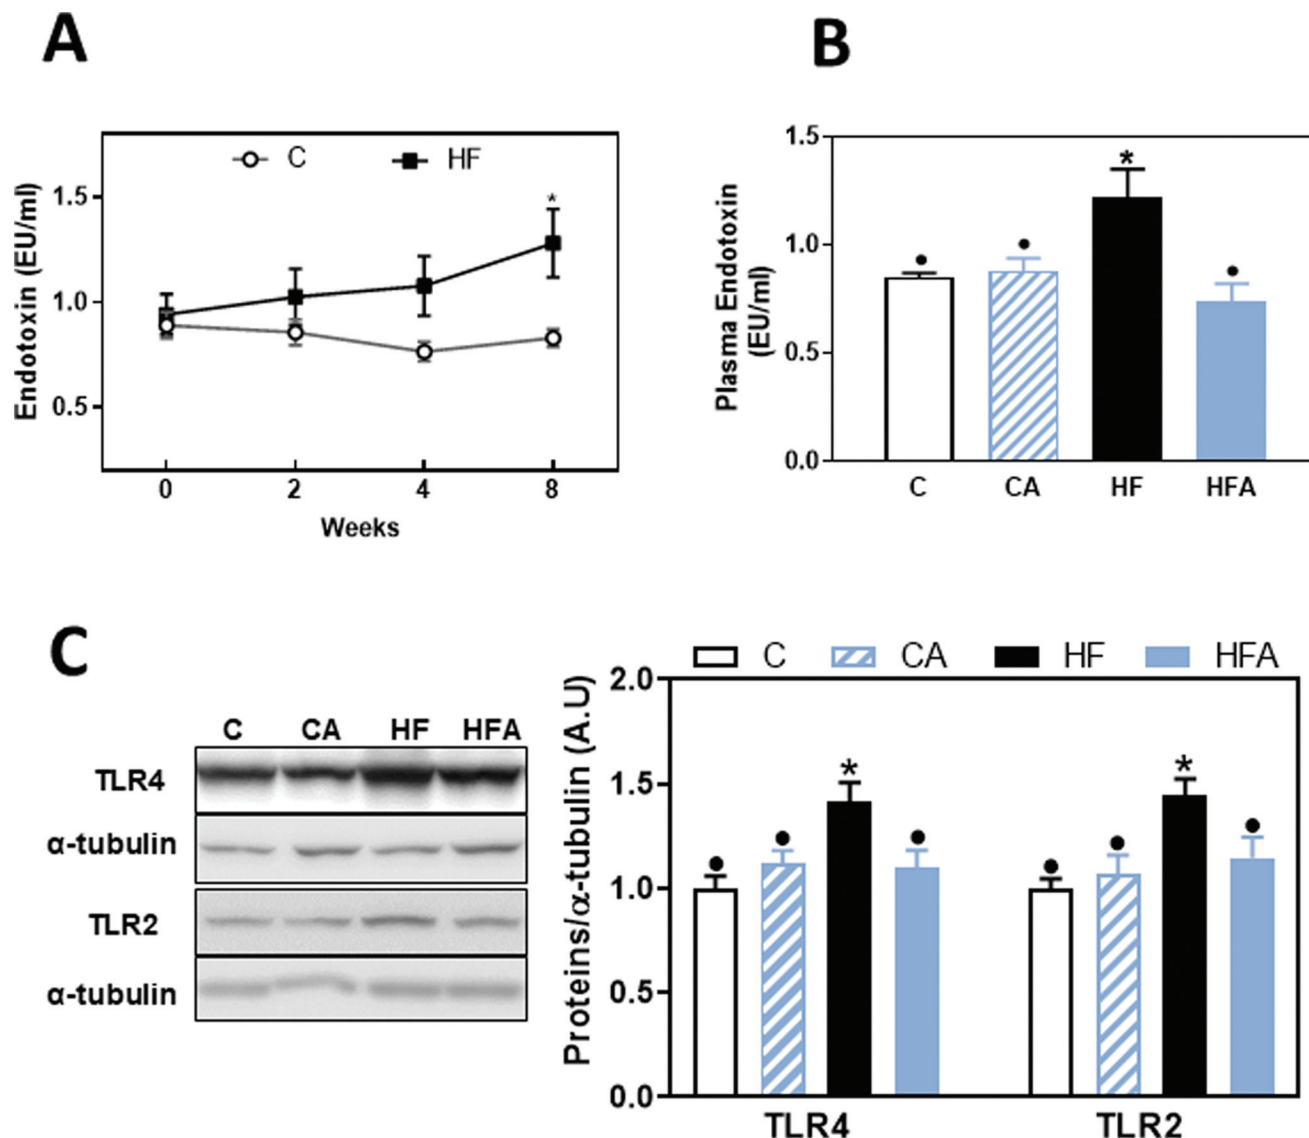 A
B
C HF
Endotoxin (EU/ml)
1.5
1.0
0.5
*
0 2 4 8
Weeks
Plasma Endotoxin
(EU/ml)
1.5
1.0
0.5
0.0
*
C CA HF HFA
C
C CA HF HFA
TLR4
α-tubulin
TLR2
α-tubulin
C CA HF HFA
Proteins/α-tubulin (A.U)
2.0
1.5
1.0
0.5
0.0
* *
TLR4 TLR2